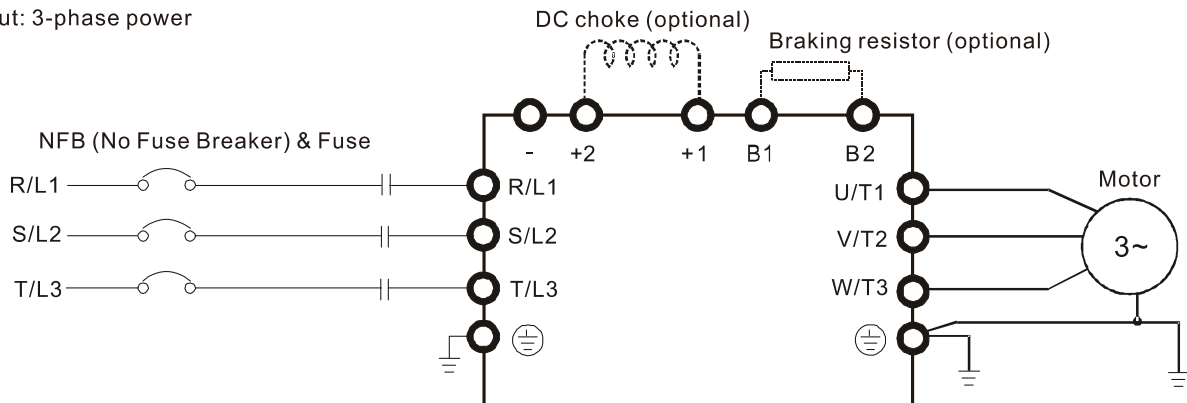 ut: 3-phase power
DC choke (optional)
Braking resistor (optional)
NFB (No Fuse Breaker) & Fuse
- +2 +1 B1 B2
R/L1 R/L1 U/T1 Motor
S/L2 S/L2 V/T2 3~
T/L3 T/L3 W/T3